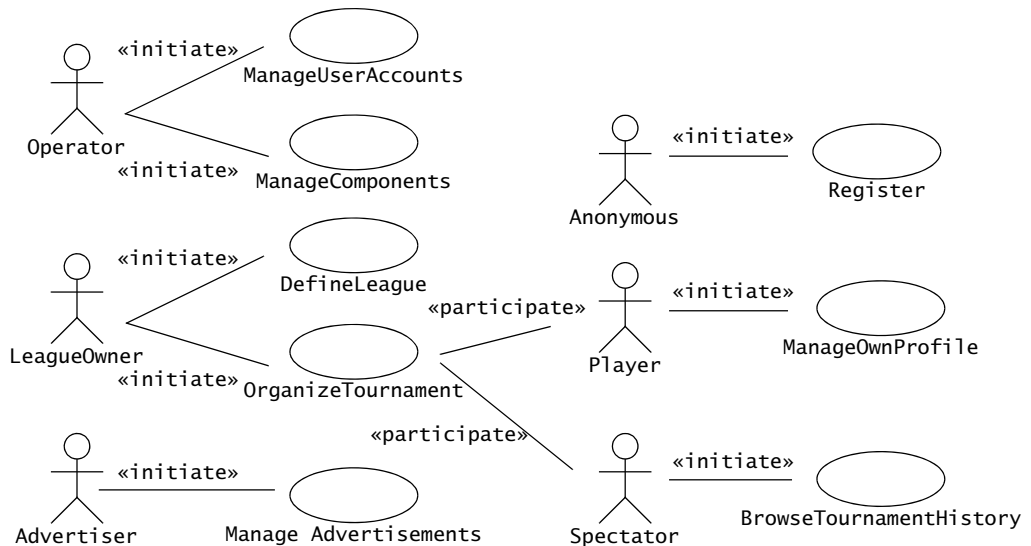 «initiate»
ManageUserAccounts
Operator
«initiate»
ManageComponents
«initiate»
Anonymous
Register
«initiate»
DefineLeague
LeagueOwner
«initiate»
OrganizeTournament
«participate»
«participate»
«initiate»
Player
ManageOwnProfile
«initiate»
Advertiser
Manage Advertisements
«initiate»
Spectator
BrowseTournamentHistory